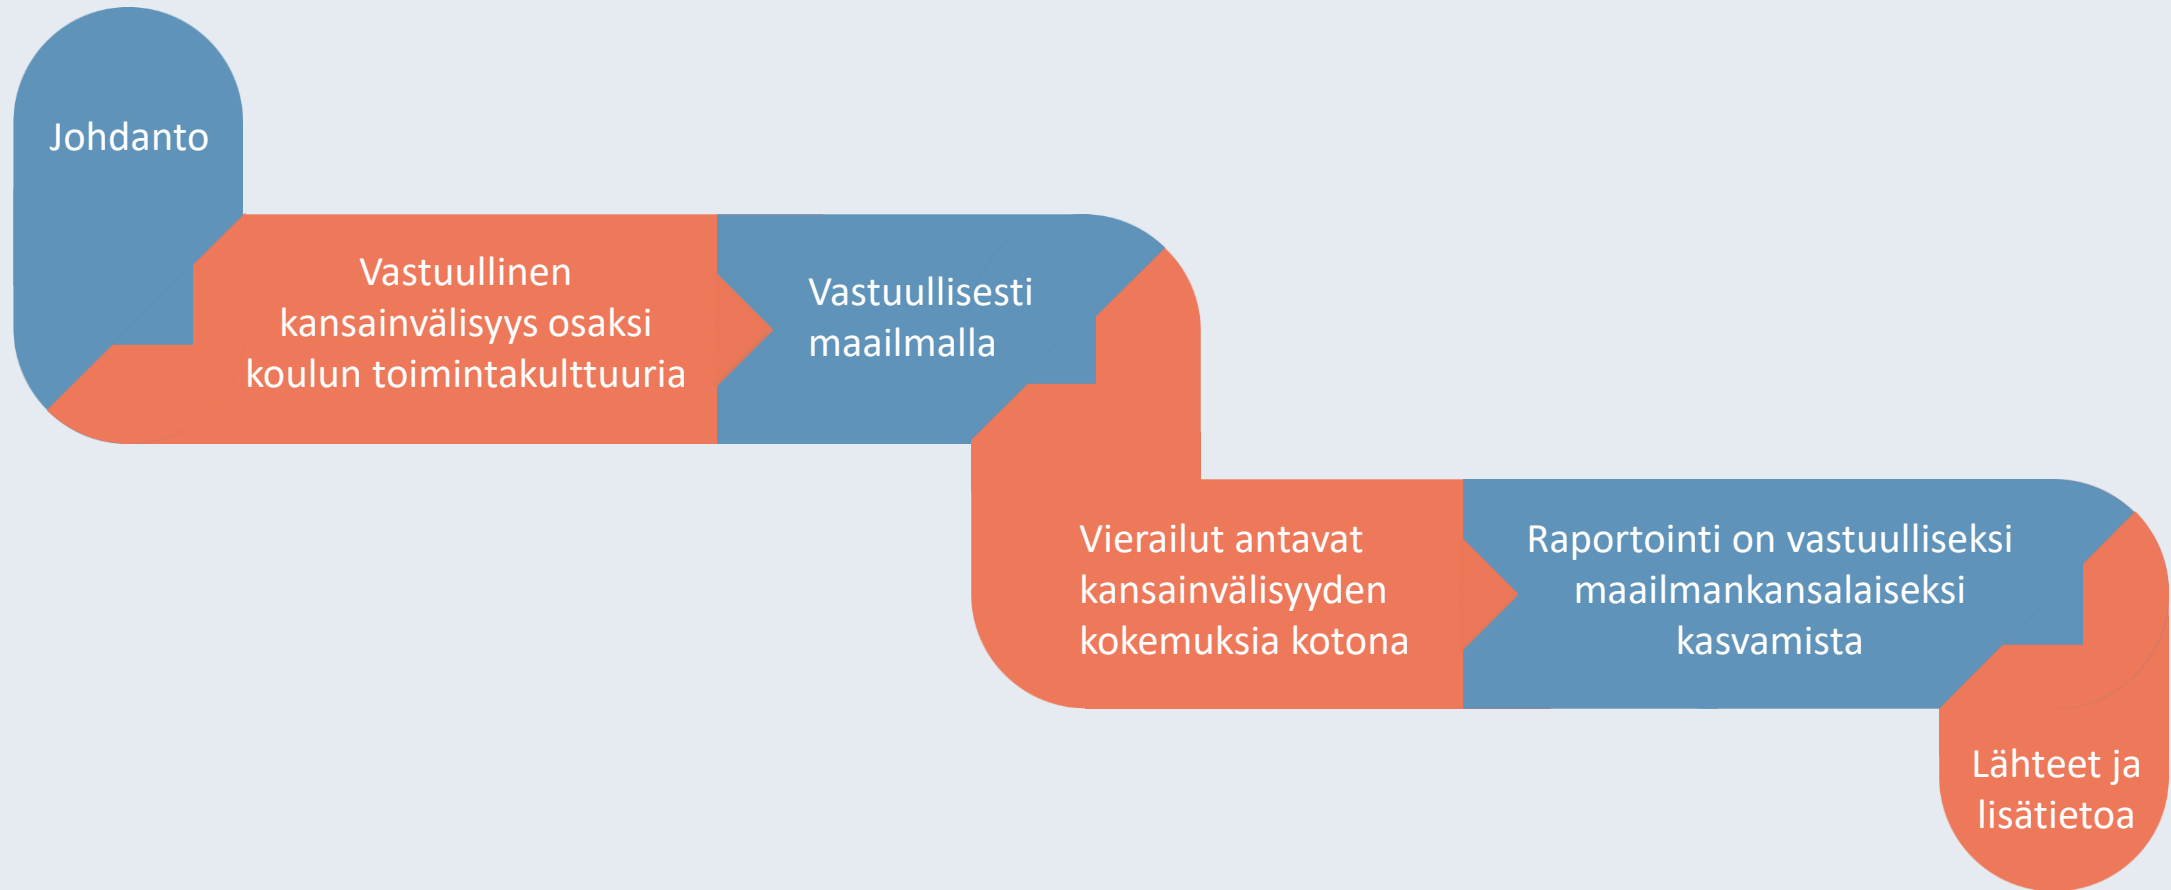 Johdanto
Vastuullinen
kansainvälisyys osaksi
koulun toimintakulttuuria
Vastuullisesti
maailmalla
Vierailut antavat
kansainvälisyyden
kokemuksia kotona
Raportointi on vastuulliseksi
maailmankansalaiseksi
kasvamista
Lähteet ja
lisätietoa